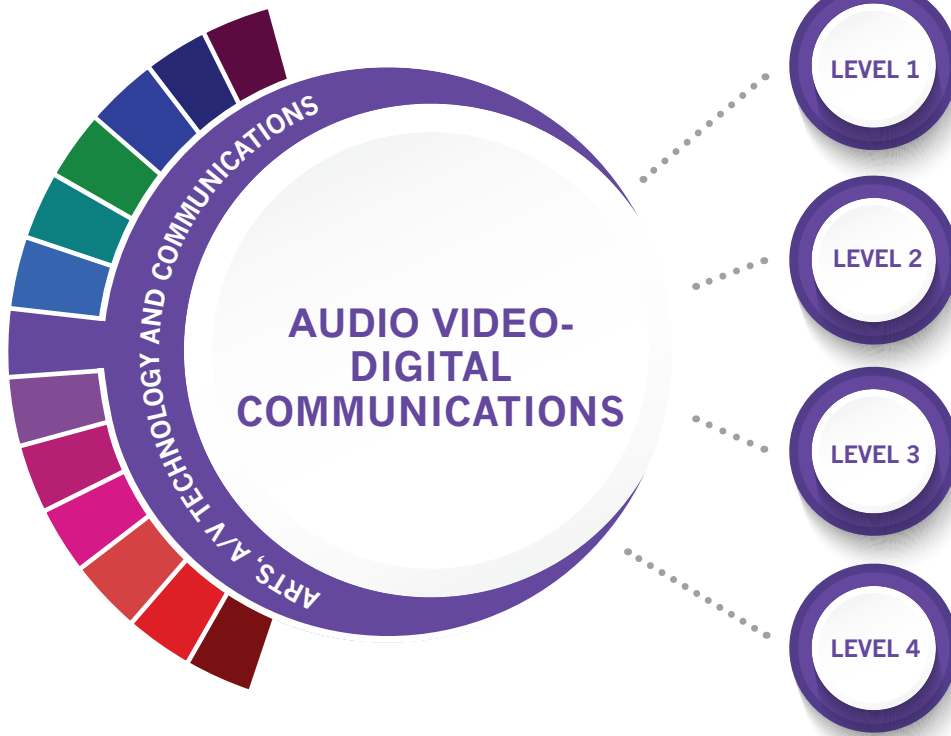 ARTS, A/V TECHNOLOGY AND COMMUNICATIONS
AUDIO VIDEO-
DIGITAL
COMMUNICATIONS
LEVEL 1
LEVEL 2
LEVEL 3
LEVEL 4